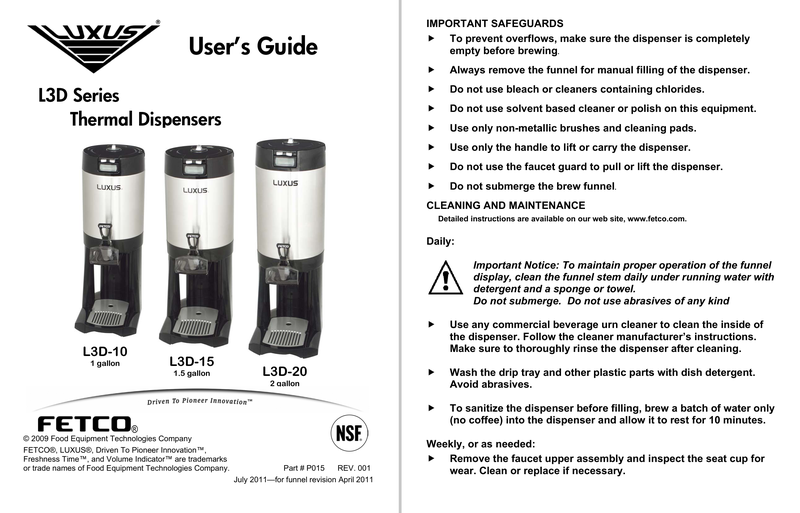 LUXUS®
User's Guide
L3D Series
Thermal Dispensers
LUXUS
LUXUS
LUXUS
L3D-10
1 gallon
L3D-15
1.5 gallon
L3D-20
2 gallon
Driven To Pioneer Innovation™
FETCO®
NSF
© 2009 Food Equipment Technologies Company
FETCO®, LUXUS®, Driven To Pioneer Innovation™,
Freshness Time™, and Volume Indicator™ are trademarks
or trade names of Food Equipment Technologies Company.
Part # P015 REV. 001
July 2011—for funnel revision April 2011
IMPORTANT SAFEGUARDS
To prevent overflows, make sure the dispenser is completely
empty before brewing.
Always remove the funnel for manual filling of the dispenser.
Do not use bleach or cleaners containing chlorides.
Do not use solvent based cleaner or polish on this equipment.
Use only non-metallic brushes and cleaning pads.
Use only the handle to lift or carry the dispenser.
Do not use the faucet guard to pull or lift the dispenser.
Do not submerge the brew funnel.
CLEANING AND MAINTENANCE
Detailed instructions are available on our web site, www.fetco.com.
Daily:
Important Notice: To maintain proper operation of the funnel
display, clean the funnel stem daily under running water with
detergent and a sponge or towel.
Do not submerge. Do not use abrasives of any kind
Use any commercial beverage urn cleaner to clean the inside of
the dispenser. Follow the cleaner manufacturer's instructions.
Make sure to thoroughly rinse the dispenser after cleaning.
Wash the drip tray and other plastic parts with dish detergent.
Avoid abrasives.
To sanitize the dispenser before filling, brew a batch of water only
(no coffee) into the dispenser and allow it to rest for 10 minutes.
Weekly, or as needed:
Remove the faucet upper assembly and inspect the seat cup for
wear. Clean or replace if necessary.